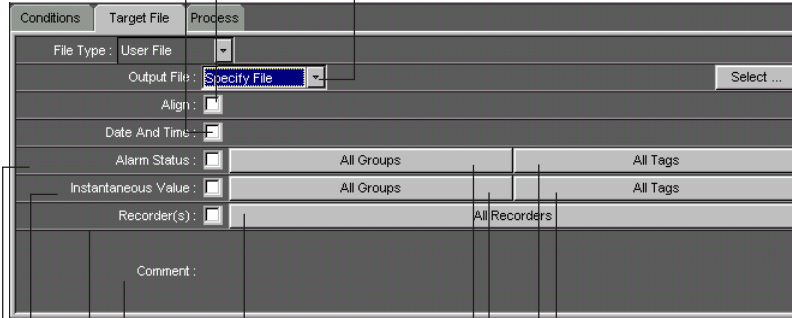 Conditions Target File Process
File Type : User File
Output File : Specify File Select ...
Align :
Date And Time :
Alarm Status : All Groups All Tags
Instantaneous Value : All Groups All Tags
Recorder(s) : All Recorders
Comment :